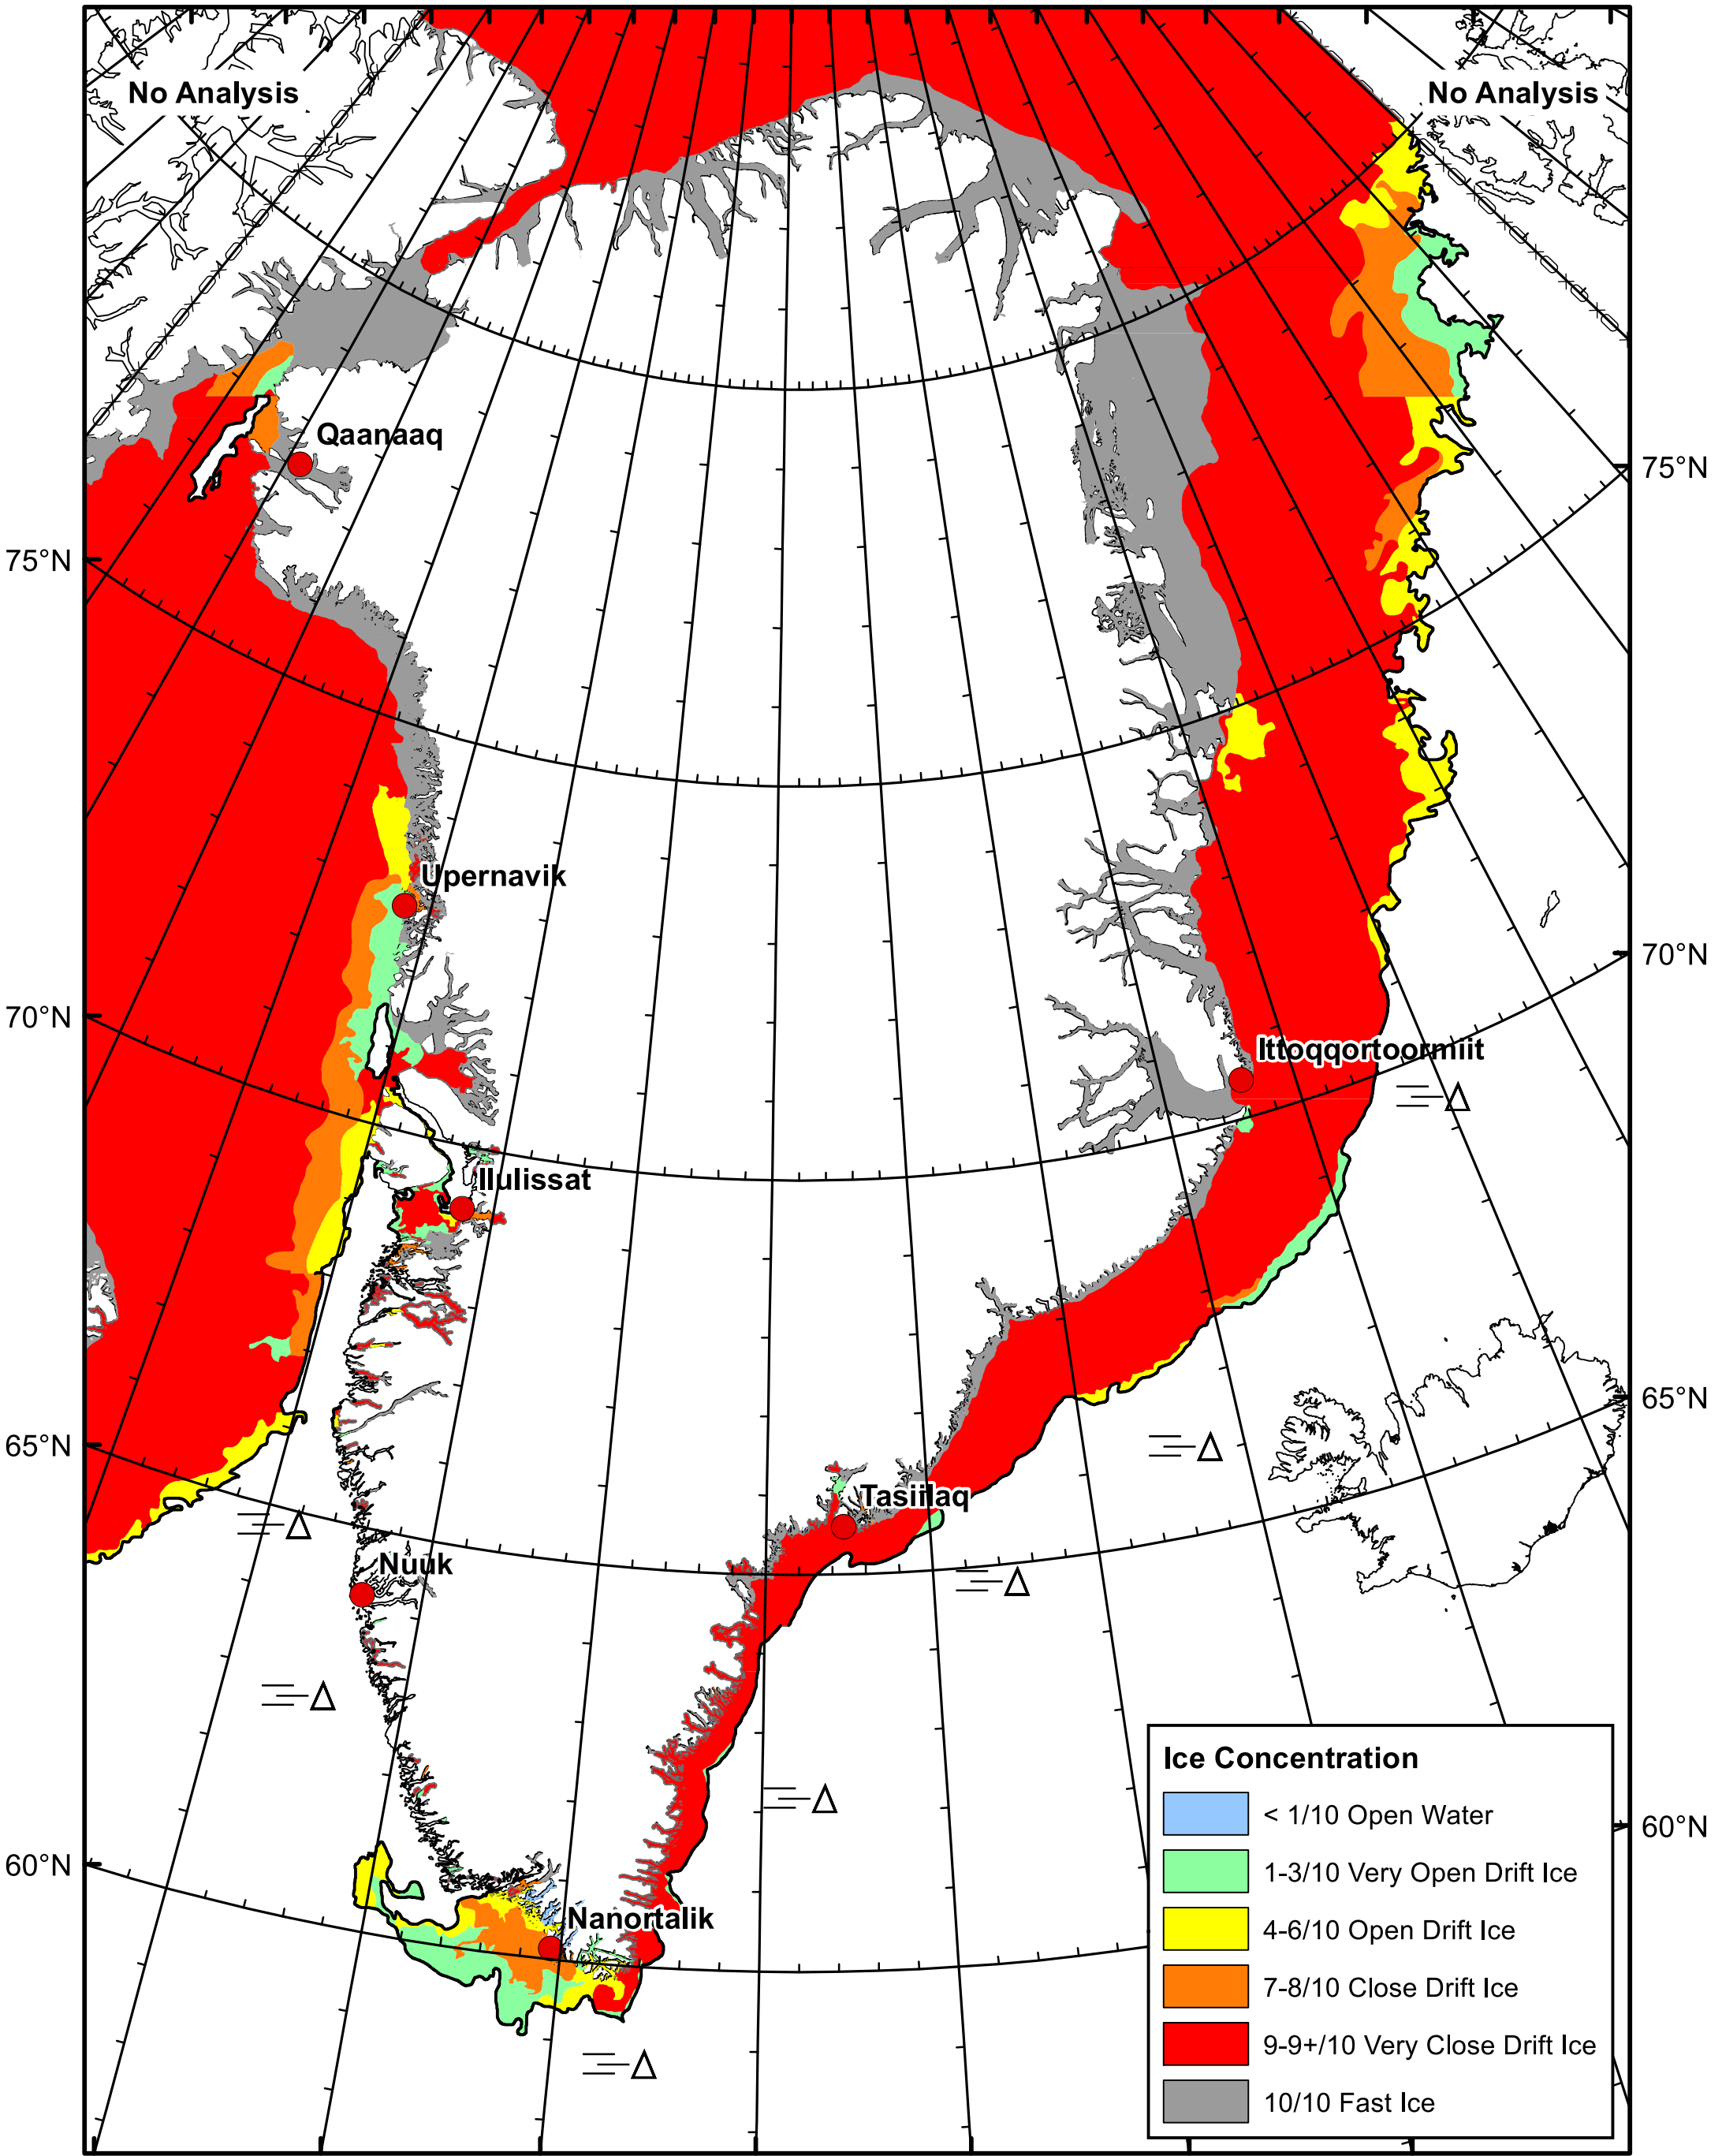 No Analysis
No Analysis
Qaanaaq
75°N
75°N
Upernavik
70°N
70°N
Ittoqqortoormiit
Ilulissat
65°N
65°N
Tasiilaq
Nuuk
60°N
60°N
Nanortalik
Ice Concentration
< 1/10 Open Water
1-3/10 Very Open Drift Ice
4-6/10 Open Drift Ice
7-8/10 Close Drift Ice
9-9+/10 Very Close Drift Ice
10/10 Fast Ice